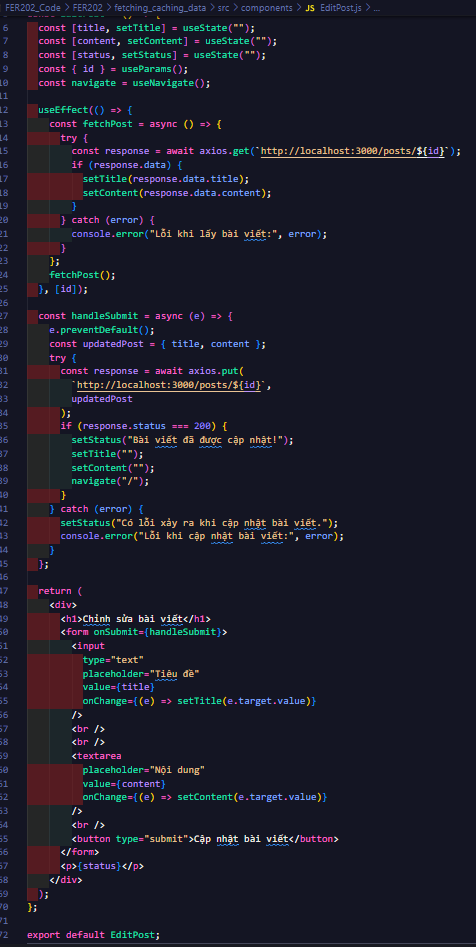 FER202_Code > FER202 > fetching_caching_data > src > components > JS EditPost.js > ...
6 const [title, setTitle] = useState("");
7 const [content, setContent] = useState("");
8 const [status, setStatus] = useState("");
9 const { id } = useParams();
10 const navigate = useNavigate();
11
12 useEffect(() => {
13 const fetchPost = async () => {
14 try {
15 const response = await axios.get(`http://localhost:3000/posts/${id}`);
16 if (response.data) {
17 setTitle(response.data.title);
18 setContent(response.data.content);
19 }
20 } catch (error) {
21 console.error("Lỗi khi lấy bài viết:", error);
22 }
23 };
24 fetchPost();
25 }, [id]);
26
27 const handleSubmit = async (e) => {
28 e.preventDefault();
29 const updatedPost = { title, content };
30 try {
31 const response = await axios.put(
32 `http://localhost:3000/posts/${id}`,
33 updatedPost
34 );
35 if (response.status === 200) {
36 setStatus("Bài viết đã được cập nhật!");
37 setTitle("");
38 setContent("");
39 navigate("/");
40 }
41 } catch (error) {
42 setStatus("Có lỗi xảy ra khi cập nhật bài viết.");
43 console.error("Lỗi khi cập nhật bài viết:", error);
44 }
45 };
46
47 return (
48 <div>
49 <h1>Chỉnh sửa bài viết</h1>
50 <form onSubmit={handleSubmit}>
51 <input
52 type="text"
53 placeholder="Tiêu đề"
54 value={title}
55 onChange={(e) => setTitle(e.target.value)}
56 />
57 <br />
58 <br />
59 <textarea
60 placeholder="Nội dung"
61 value={content}
62 onChange={(e) => setContent(e.target.value)}
63 />
64 <br />
65 <button type="submit">Cập nhật bài viết</button>
66 </form>
67 <p>{status}</p>
68 </div>
69 );
70 };
71
72 export default EditPost;